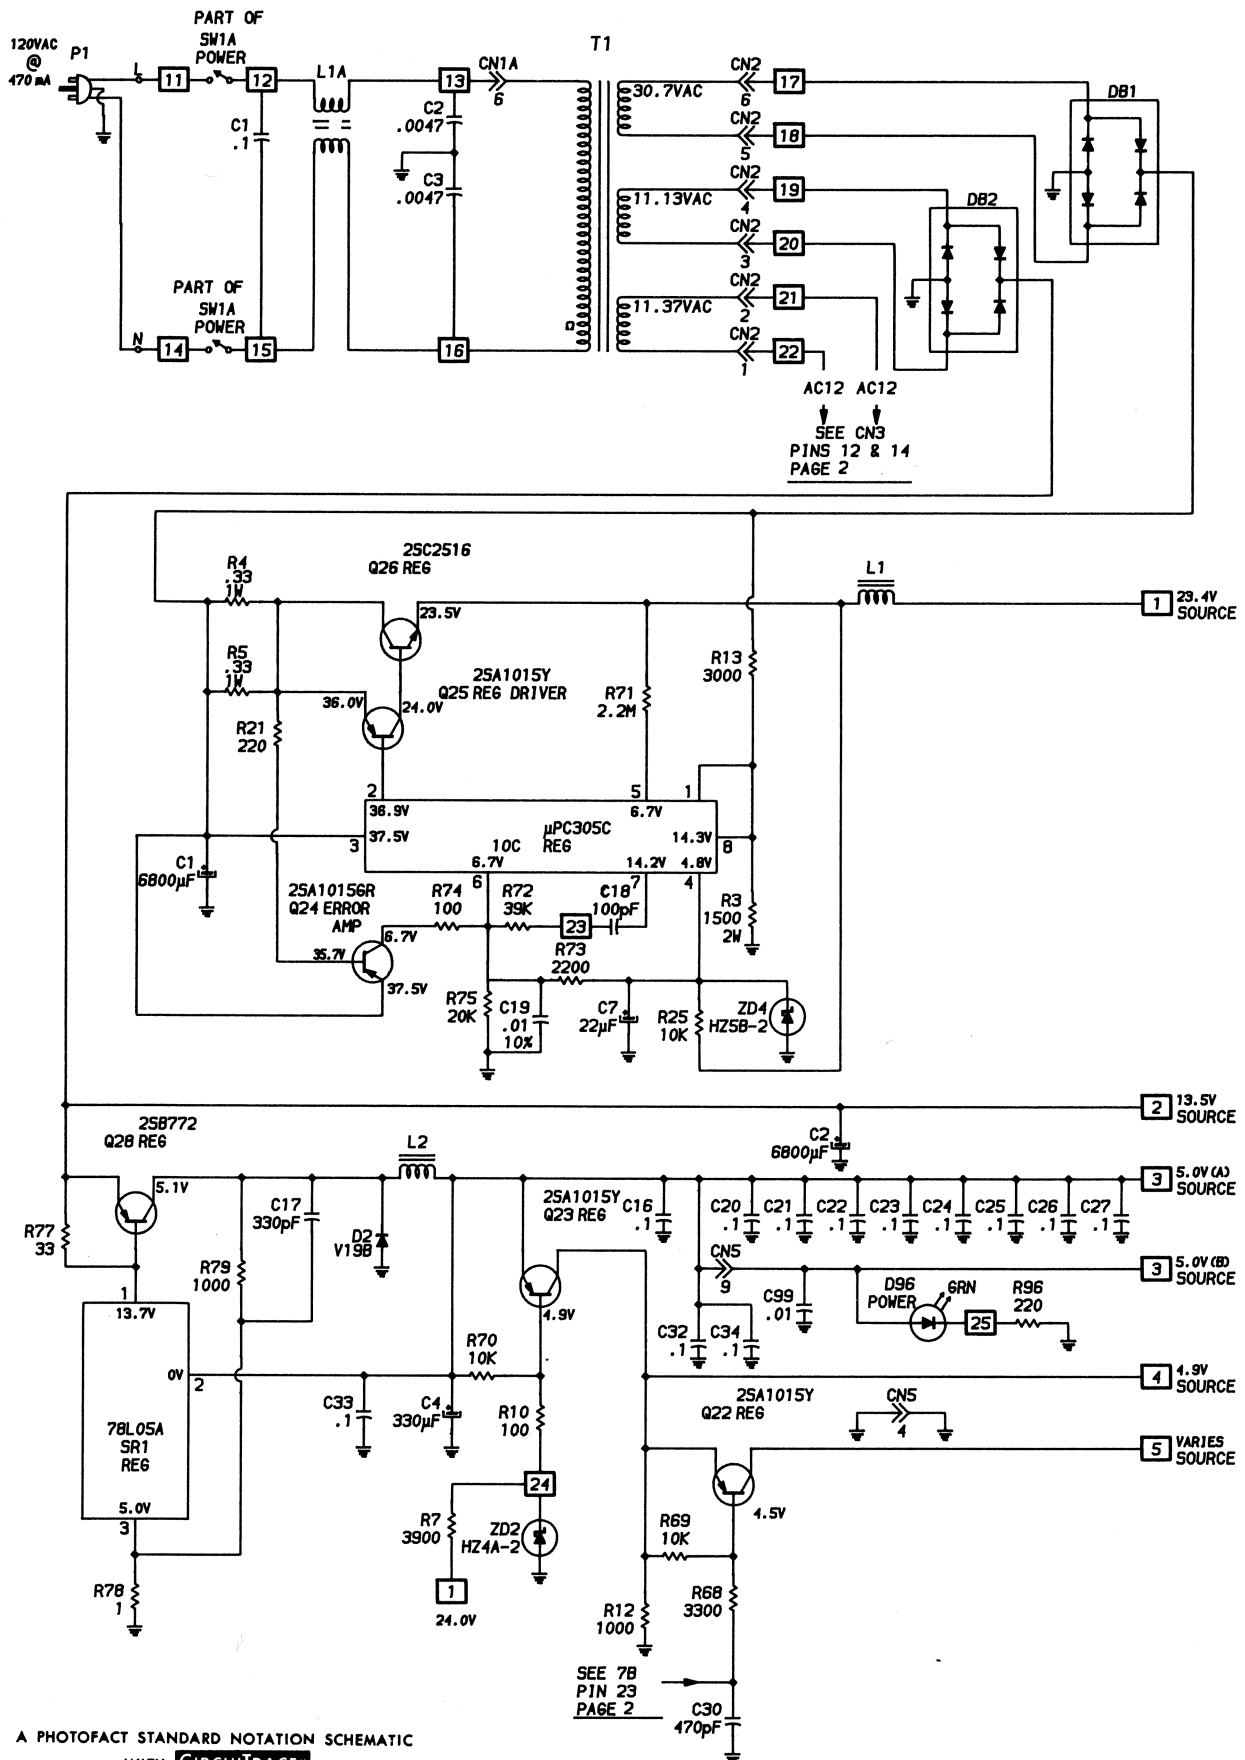 PART OF
SW1A
POWER
120VAC
@
470 mA
P1
L
11
12
L1A
13
CN1A
6
T1
C1
.1
C2
.0047
C3
.0047
PART OF
SW1A
POWER
N
14
15
16
Ω
30.7VAC
CN2
6
17
CN2
5
18
11.13VAC
CN2
4
19
CN2
3
20
11.37VAC
CN2
2
21
CN2
1
22
DB1
DB2
AC12 AC12
SEE CN3
PINS 12 & 14
PAGE 2
2SC2516
Q26 REG
R4
.33
1W
23.5V
L1
1
23.4V
SOURCE
R5
.33
1W
2SA1015Y
Q25 REG DRIVER
36.0V
24.0V
R21
220
R71
2.2M
R13
3000
2
36.9V
5
6.7V
1
3
37.5V
µPC305C
REG
10C
14.3V
8
6.7V
6
14.2V
7
4.8V
4
C1
6800µF
2SA1015GR
Q24 ERROR
AMP
R74
100
R72
39K
23
C18
100pF
R3
1500
2W
6.7V
35.7V
37.5V
R73
2200
R75
20K
C19
.01
10%
C7
22µF
R25
10K
ZD4
HZ5B-2
2
13.5V
SOURCE
2SB772
Q28 REG
C2
6800µF
L2
5.1V
R77
33
C17
330pF
D2
V19B
2SA1015Y
Q23 REG
C16
.1
C20
.1
C21
.1
C22
.1
C23
.1
C24
.1
C25
.1
C26
.1
C27
.1
3
5.0V(A)
SOURCE
R79
1000
CN5
9
C99
.01
D96
POWER
GRN
25
R96
220
3
5.0V(B)
SOURCE
1
13.7V
4.9V
C32
.1
C34
.1
0V
2
R70
10K
4
4.9V
SOURCE
C33
.1
C4
330µF
R10
100
2SA1015Y
Q22 REG
CN5
4
78L05A
SR1
REG
5
VARIES
SOURCE
24
5.0V
3
R7
3900
ZD2
HZ4A-2
4.5V
R69
10K
R78
1
1
24.0V
R12
1000
R68
3300
SEE 7B
PIN 23
PAGE 2
C30
470pF
A PHOTOFACT STANDARD NOTATION SCHEMATIC
WITH CIRCUITRACE